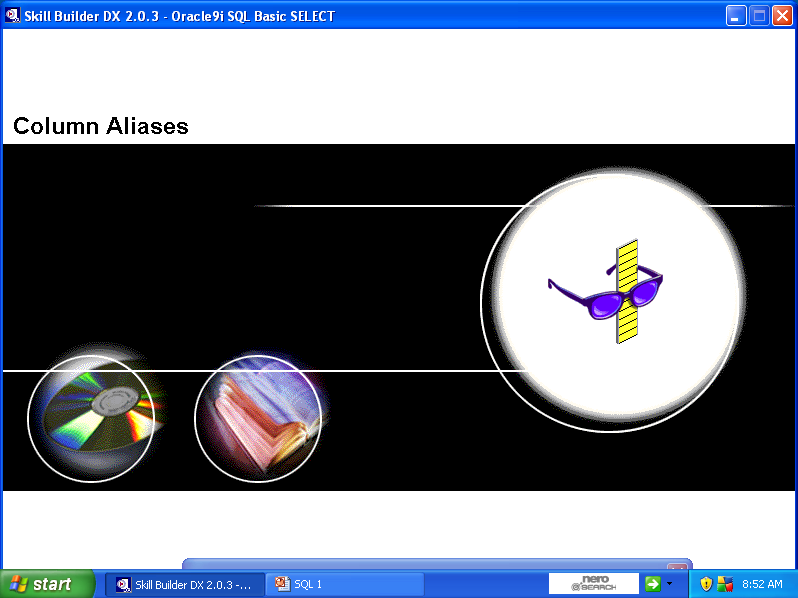 Skill Builder DX 2.0.3 - Oracle9i SQL Basic SELECT
Column Aliases
start
Skill Builder DX 2.0.3 -...
SQL 1
nero
@SEARCH
8:52 AM